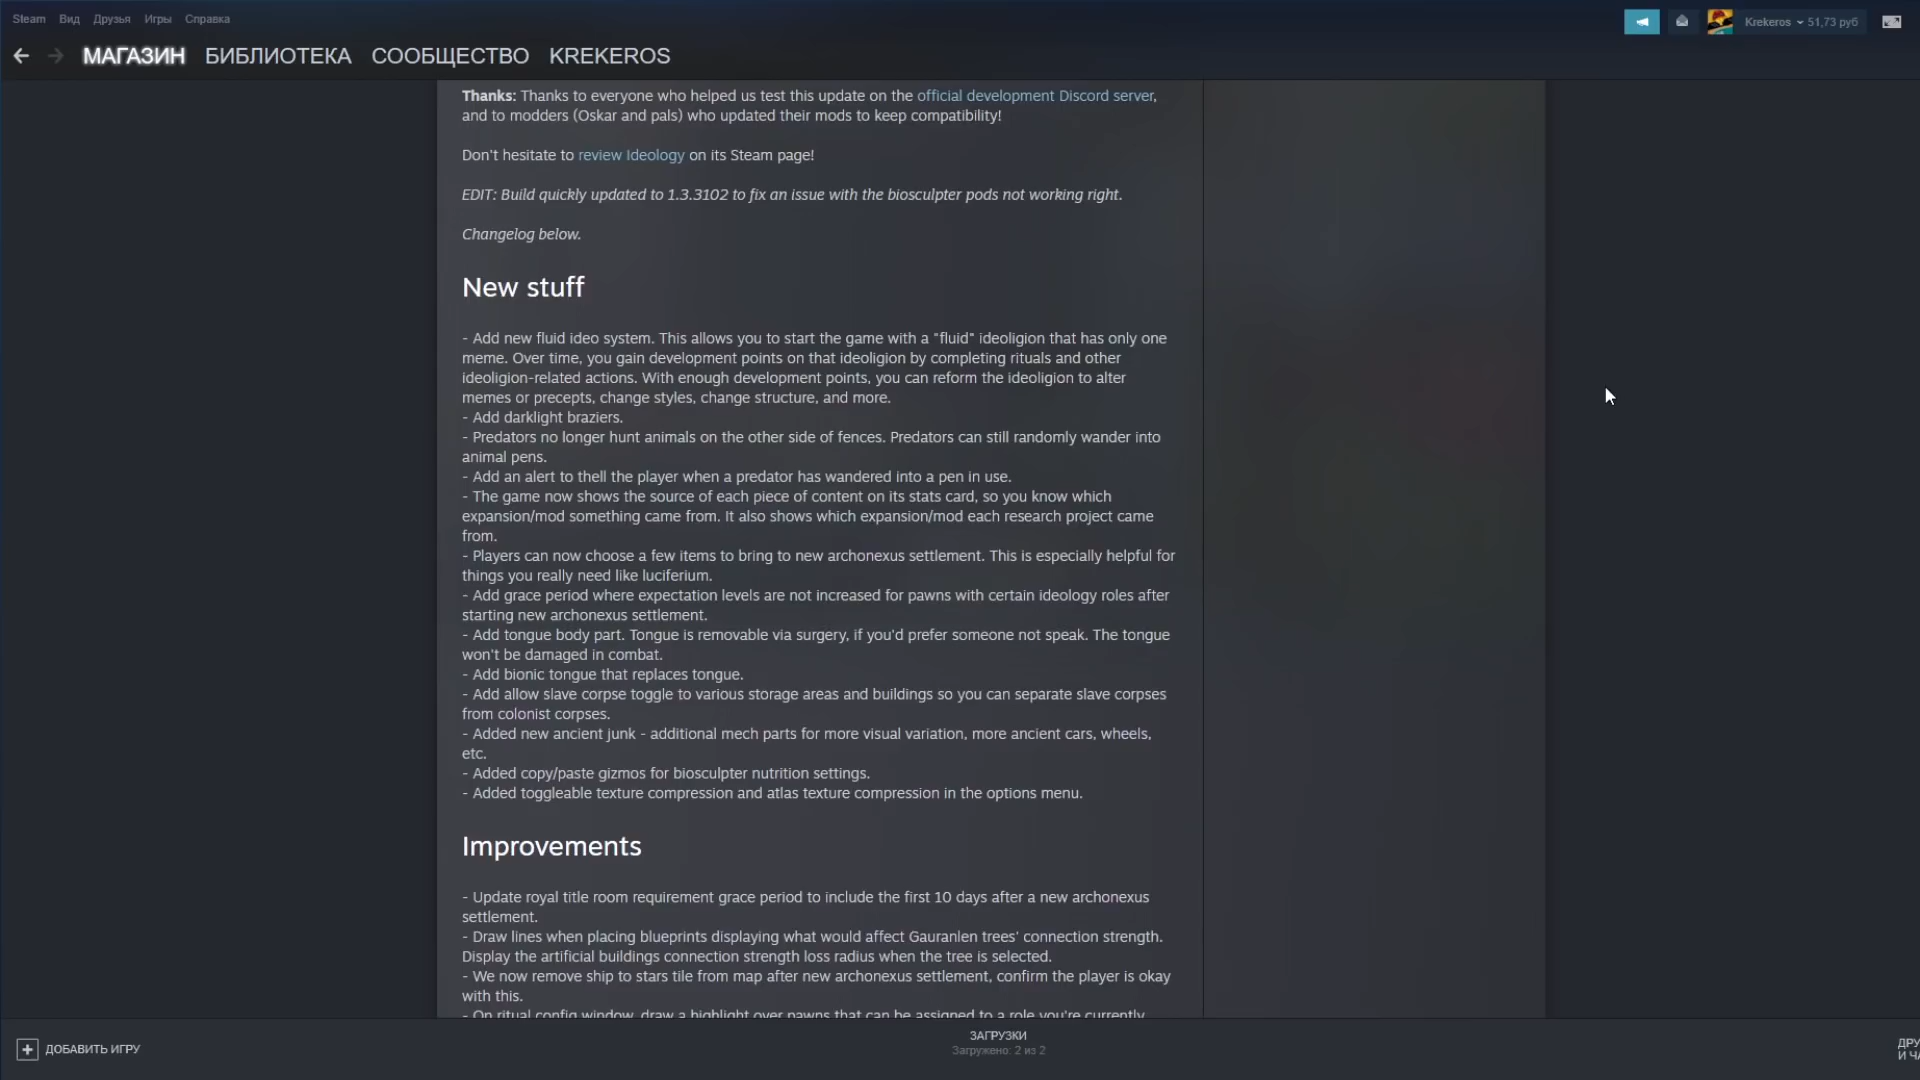 Steam Вид Друзья Игры Справка
Krekeros 51,73 руб
МАГАЗИН БИБЛИОТЕКА СООБЩЕСТВО KREKEROS
Thanks: Thanks to everyone who helped us test this update on the official development Discord server,
and to modders (Oskar and pals) who updated their mods to keep compatibility!
Don't hesitate to review Ideology on its Steam page!
EDIT: Build quickly updated to 1.3.3102 to fix an issue with the biosculpter pods not working right.
Changelog below.
New stuff
- Add new fluid ideo system. This allows you to start the game with a "fluid" ideoligion that has only one
meme. Over time, you gain development points on that ideoligion by completing rituals and other
ideoligion-related actions. With enough development points, you can reform the ideoligion to alter
memes or precepts, change styles, change structure, and more.
- Add darklight braziers.
- Predators no longer hunt animals on the other side of fences. Predators can still randomly wander into
animal pens.
- Add an alert to thell the player when a predator has wandered into a pen in use.
- The game now shows the source of each piece of content on its stats card, so you know which
expansion/mod something came from. It also shows which expansion/mod each research project came
from.
- Players can now choose a few items to bring to new archonexus settlement. This is especially helpful for
things you really need like luciferium.
- Add grace period where expectation levels are not increased for pawns with certain ideology roles after
starting new archonexus settlement.
- Add tongue body part. Tongue is removable via surgery, if you'd prefer someone not speak. The tongue
won't be damaged in combat.
- Add bionic tongue that replaces tongue.
- Add allow slave corpse toggle to various storage areas and buildings so you can separate slave corpses
from colonist corpses.
- Added new ancient junk - additional mech parts for more visual variation, more ancient cars, wheels,
etc.
- Added copy/paste gizmos for biosculpter nutrition settings.
- Added toggleable texture compression and atlas texture compression in the options menu.
Improvements
- Update royal title room requirement grace period to include the first 10 days after a new archonexus
settlement.
- Draw lines when placing blueprints displaying what would affect Gauranlen trees' connection strength.
Display the artificial buildings connection strength loss radius when the tree is selected.
- We now remove ship to stars tile from map after new archonexus settlement, confirm the player is okay
with this.
- On ritual config window, draw a highlight over pawns that can be assigned to a role you're currently
ДОБАВИТЬ ИГРУ
ЗАГРУЗКИ
Загружено: 2 из 2
ДРУ
И ЧА